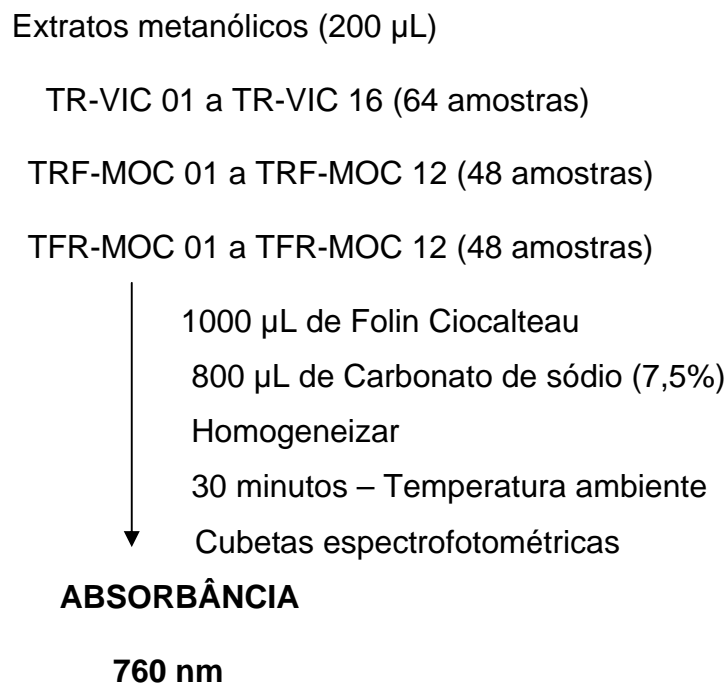 Extratos metanólicos (200 µL)
TR-VIC 01 a TR-VIC 16 (64 amostras)
TRF-MOC 01 a TRF-MOC 12 (48 amostras)
TFR-MOC 01 a TFR-MOC 12 (48 amostras)
1000 µL de Folin Ciocalteau
800 µL de Carbonato de sódio (7,5%)
Homogeneizar
30 minutos – Temperatura ambiente
Cubetas espectrofotométricas
ABSORBÂNCIA
760 nm